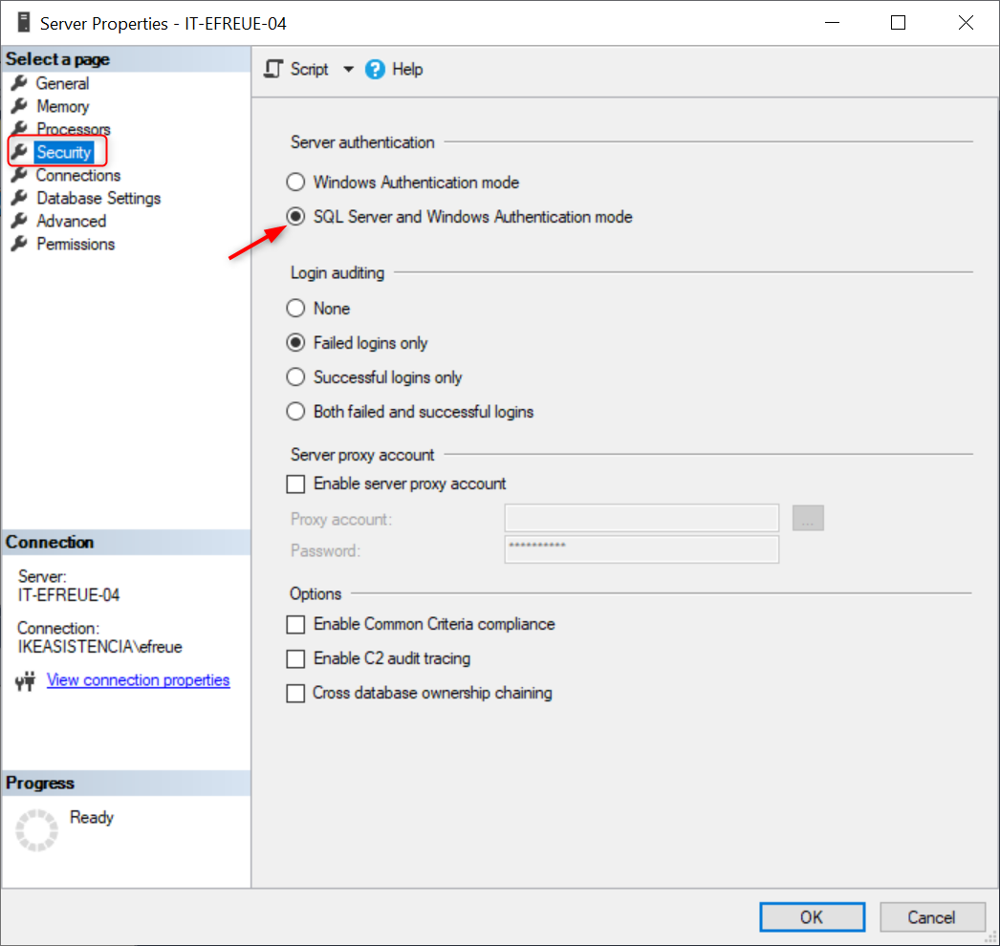 Server Properties - IT-EFREUE-04
Select a page
General
Memory
Processors
Security
Connections
Database Settings
Advanced
Permissions
Script
Help
Server authentication
Windows Authentication mode
SQL Server and Windows Authentication mode
Login auditing
None
Failed logins only
Successful logins only
Both failed and successful logins
Server proxy account
Enable server proxy account
Proxy account:
...
Password:
**********
Options
Enable Common Criteria compliance
Enable C2 audit tracing
Cross database ownership chaining
Connection
Server:
IT-EFREUE-04
Connection:
IKEASISTENCIA\efreue
View connection properties
Progress
Ready
OK
Cancel